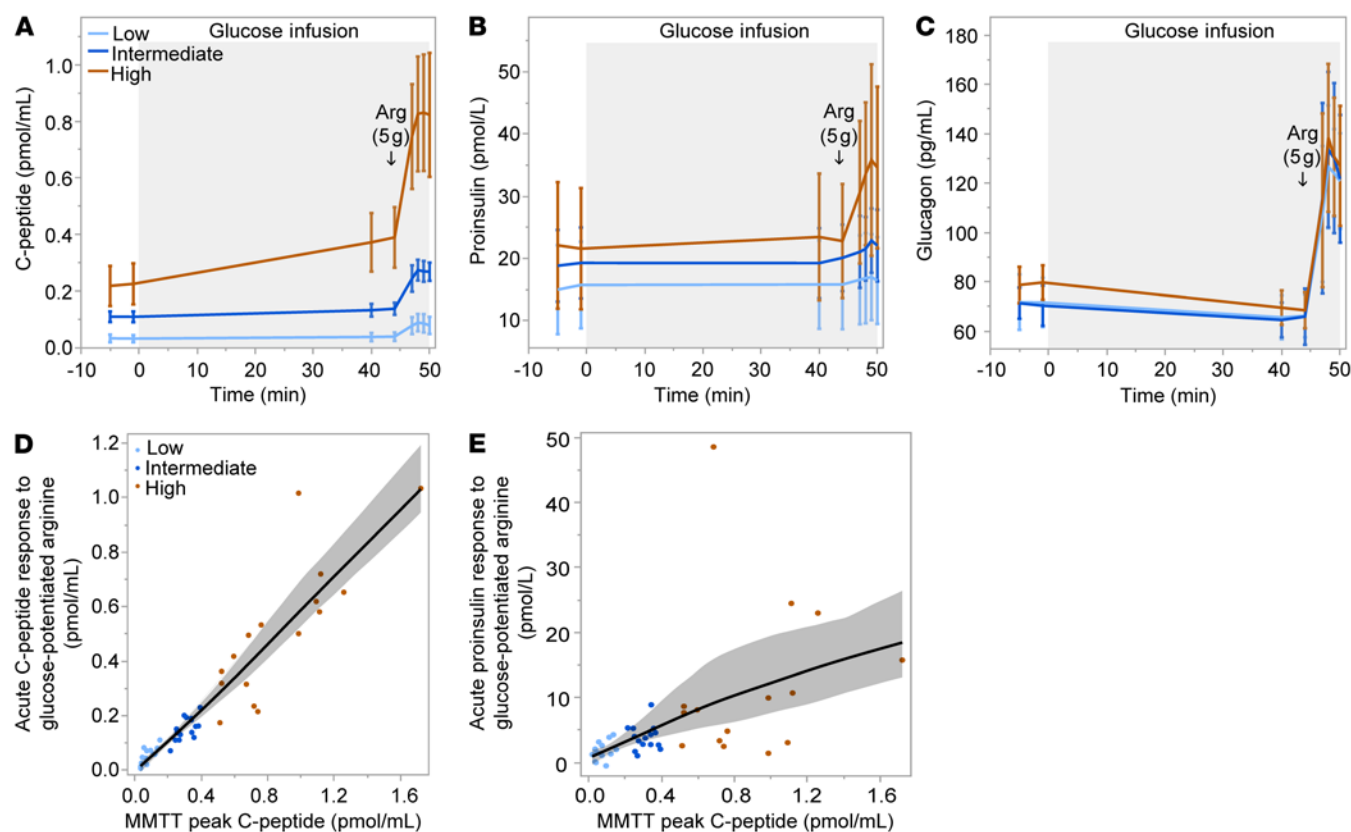 A
Glucose infusion
Low
Intermediate
High
Arg
(5 g)
↓
C-peptide (pmol/mL)
1.0
0.8
0.6
0.4
0.2
0.0
-10 0 10 20 30 40 50
Time (min)
B
Glucose infusion
Arg
(5 g)
↓
Proinsulin (pmol/L)
50
40
30
20
10
-10 0 10 20 30 40 50
Time (min)
C
Glucose infusion
Arg
(5 g)
↓
Glucagon (pg/mL)
180
160
140
120
100
80
60
-10 0 10 20 30 40 50
Time (min)
D
Low
Intermediate
High
Acute C-peptide response to
glucose-potentiated arginine
(pmol/mL)
1.2
1.0
0.8
0.6
0.4
0.2
0.0
0.0 0.4 0.8 1.2 1.6
MMTT peak C-peptide (pmol/mL)
E
Acute proinsulin response to
glucose-potentiated arginine
(pmol/L)
50
40
30
20
10
0
0.0 0.4 0.8 1.2 1.6
MMTT peak C-peptide (pmol/mL)